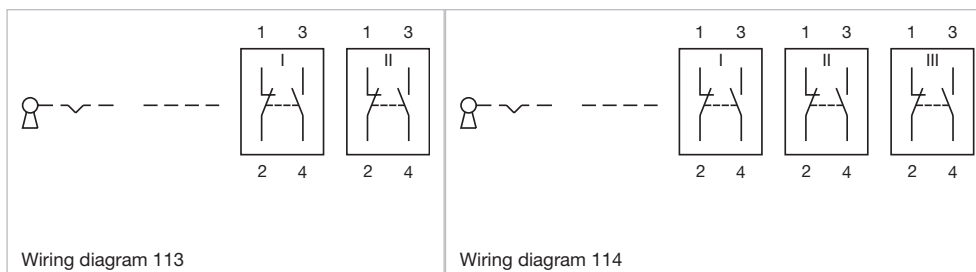 1 3 1 3
I II
2 4 2 4
Wiring diagram 113
1 3 1 3 1 3
I II III
2 4 2 4 2 4
Wiring diagram 114